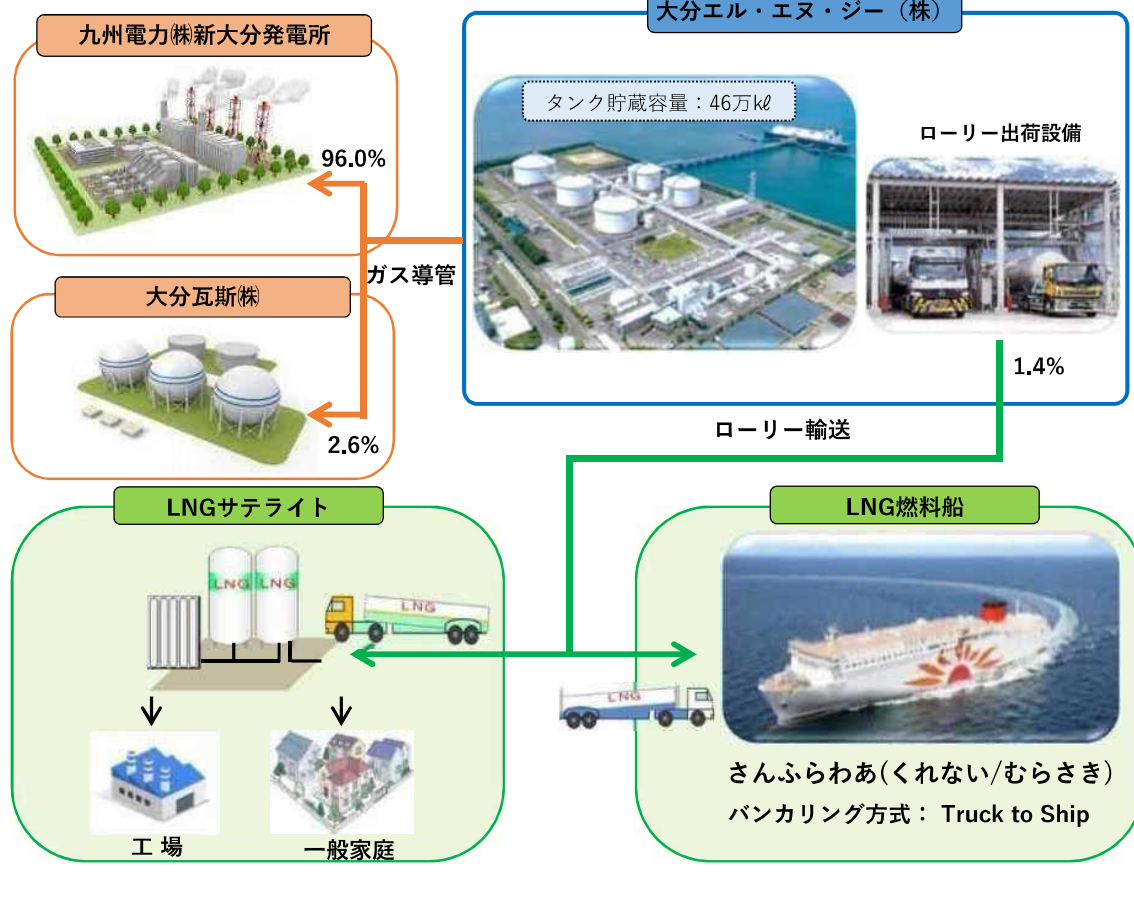 大分エル・エヌ・ジー（株）
九州電力㈱新大分発電所
タンク貯蔵容量：46万㎘
ローリー出荷設備
96.0%
ガス導管
大分瓦斯㈱
2.6%
1.4%
ローリー輸送
LNGサテライト
LNG
LNG
LNG
工 場
一般家庭
LNG燃料船
LNG
さんふらわあ(くれない/むらさき)
バンカリング方式： Truck to Ship